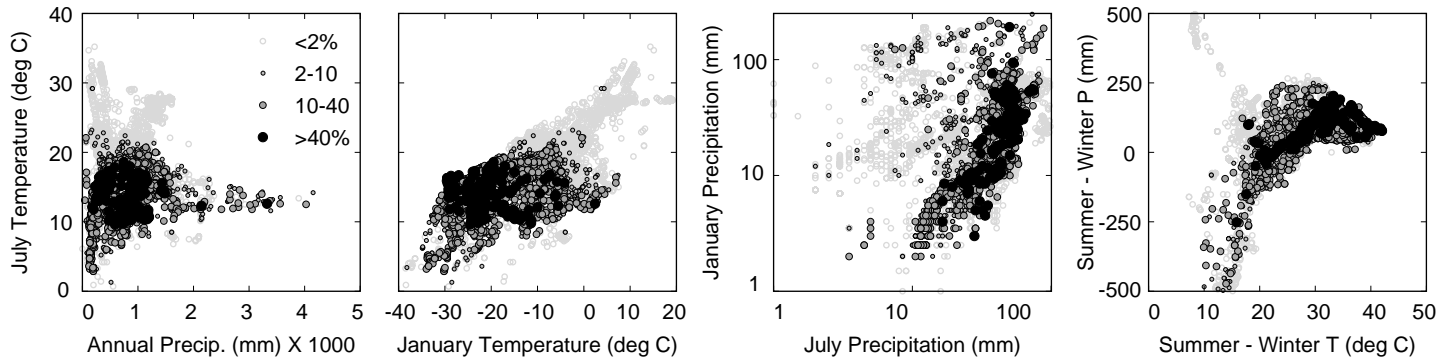 July Temperature (deg C)
40
30
20
10
0
<2%
2-10
10-40
>40%
0 1 2 3 4 5
Annual Precip. (mm) X 1000
-40 -30 -20 -10 0 10 20
January Temperature (deg C)
January Precipitation (mm)
100
10
1
1 10 100
July Precipitation (mm)
Summer - Winter P (mm)
500
250
0
-250
-500
0 10 20 30 40 50
Summer - Winter T (deg C)